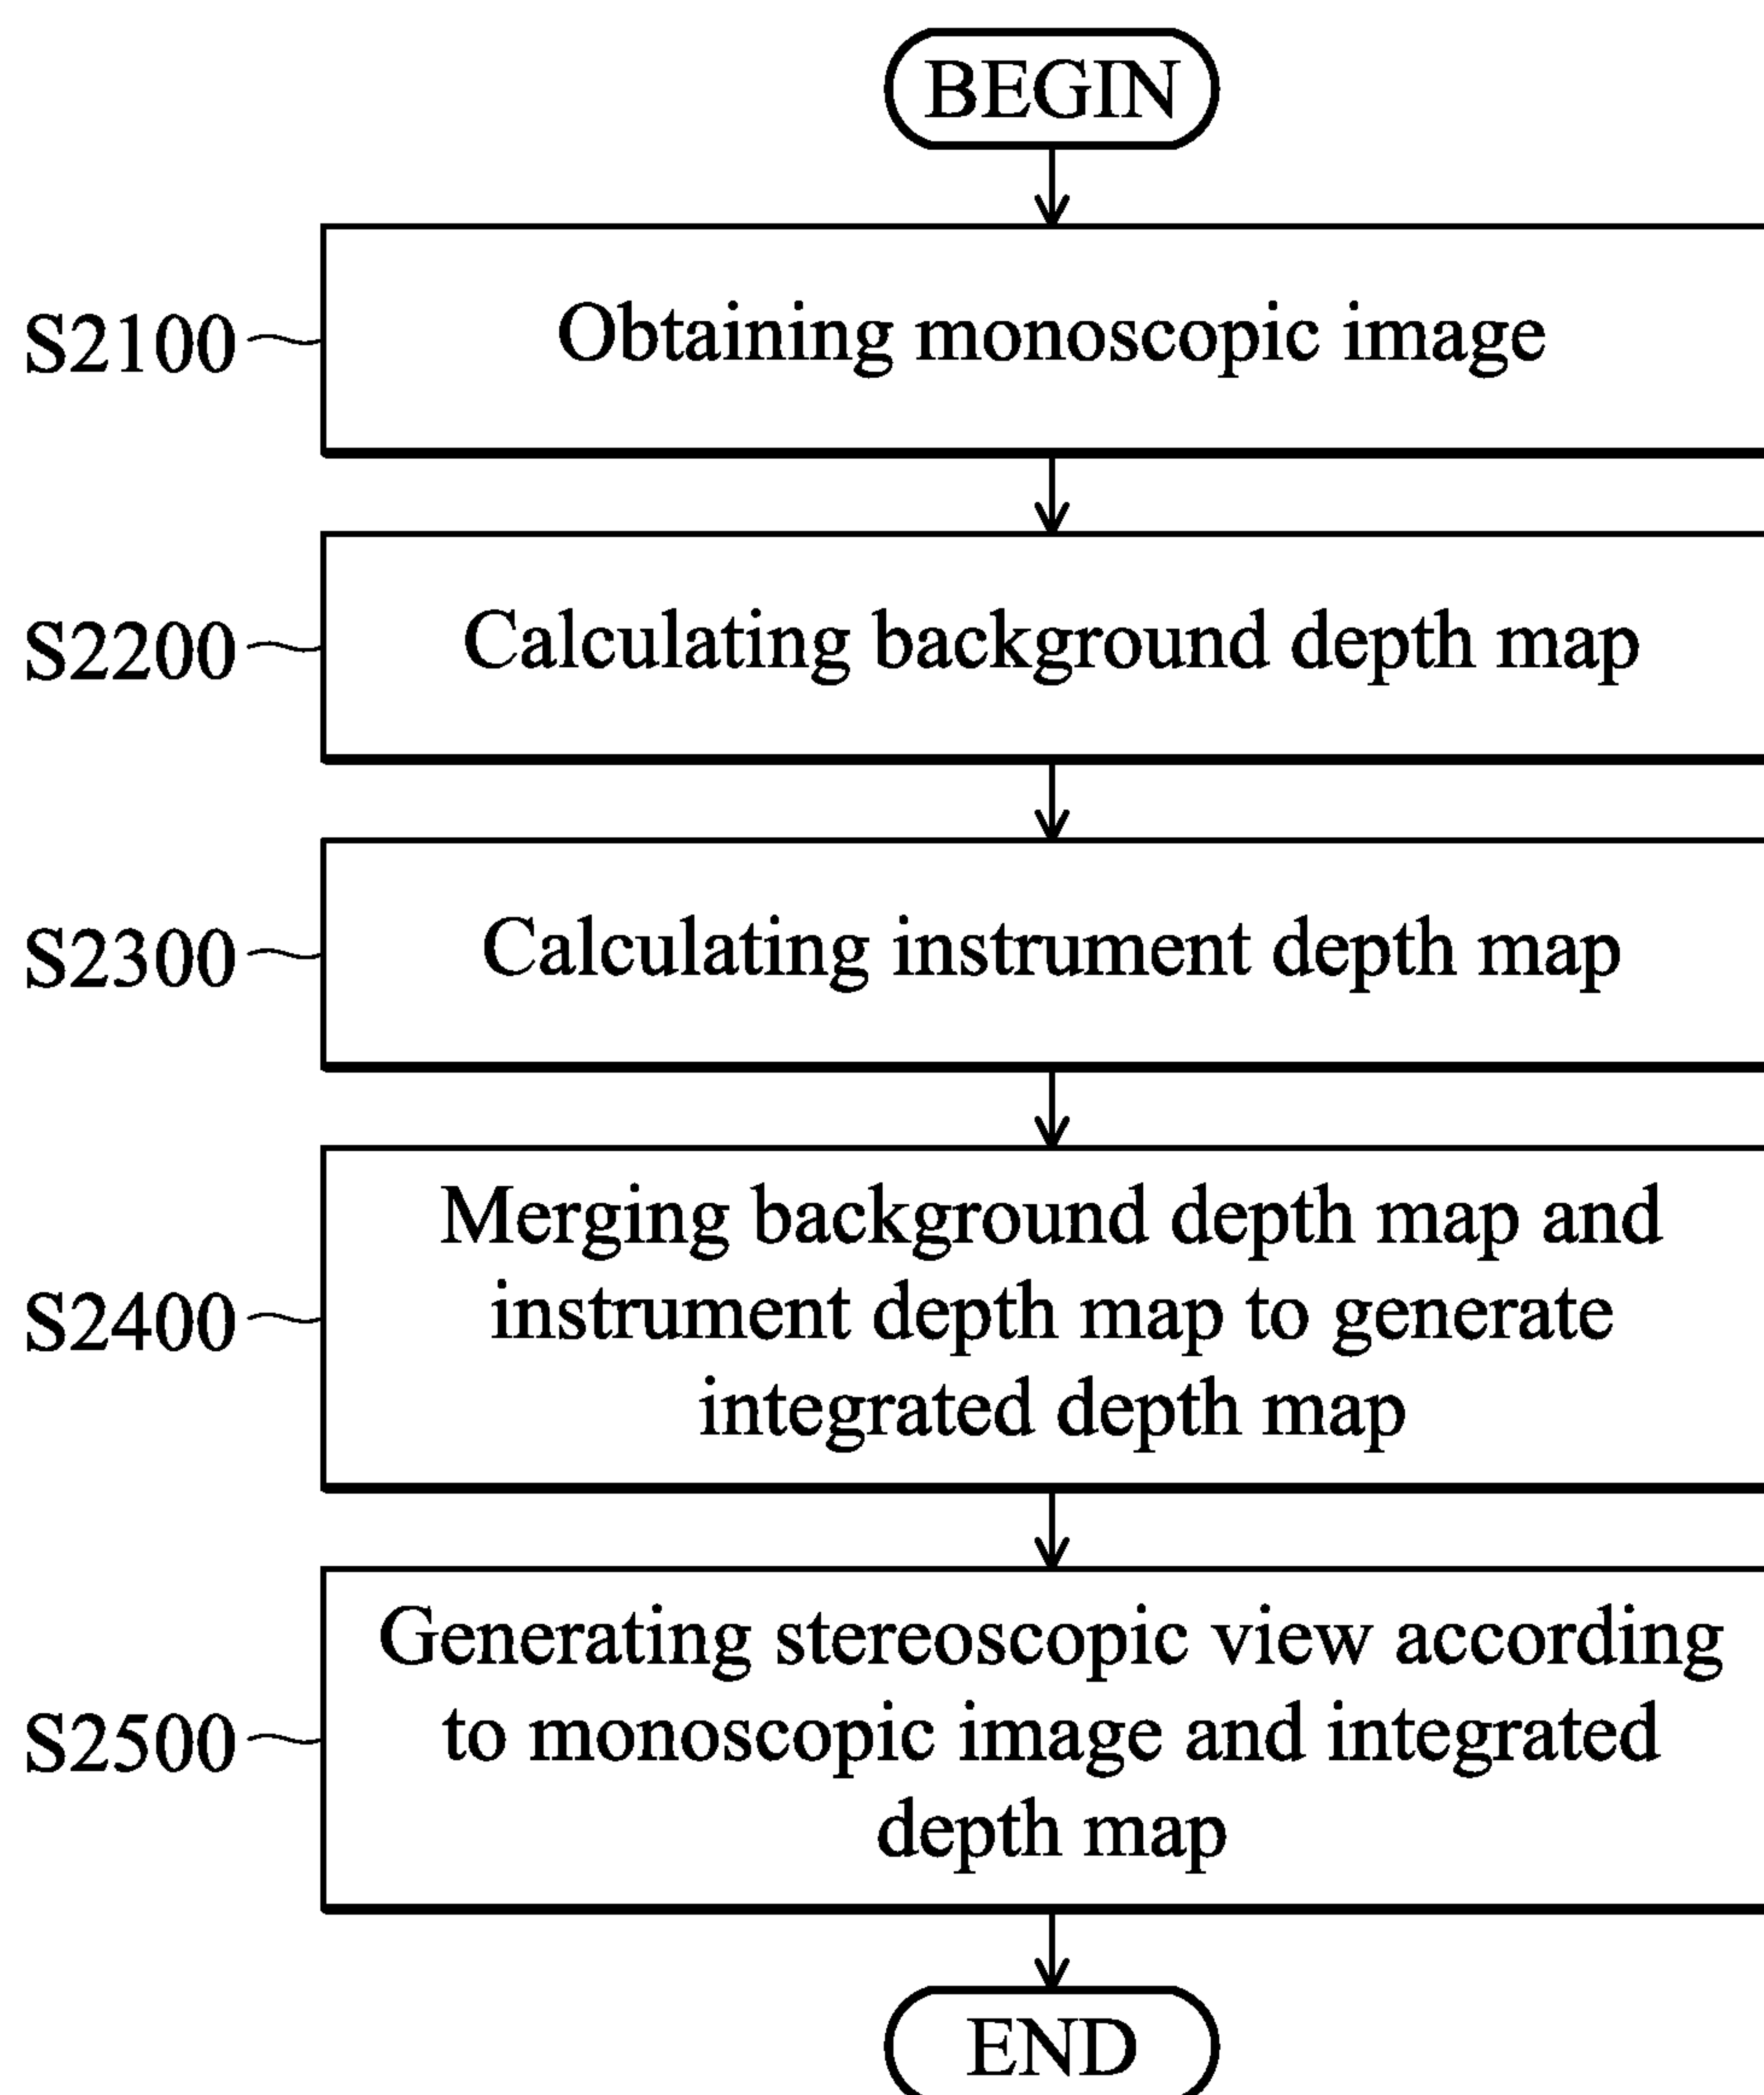 BEGIN
S2100
Obtaining monoscopic image
S2200
Calculating background depth map
S2300
Calculating instrument depth map
S2400
Merging background depth map and
instrument depth map to generate
integrated depth map
S2500
Generating stereoscopic view according
to monoscopic image and integrated
depth map
END